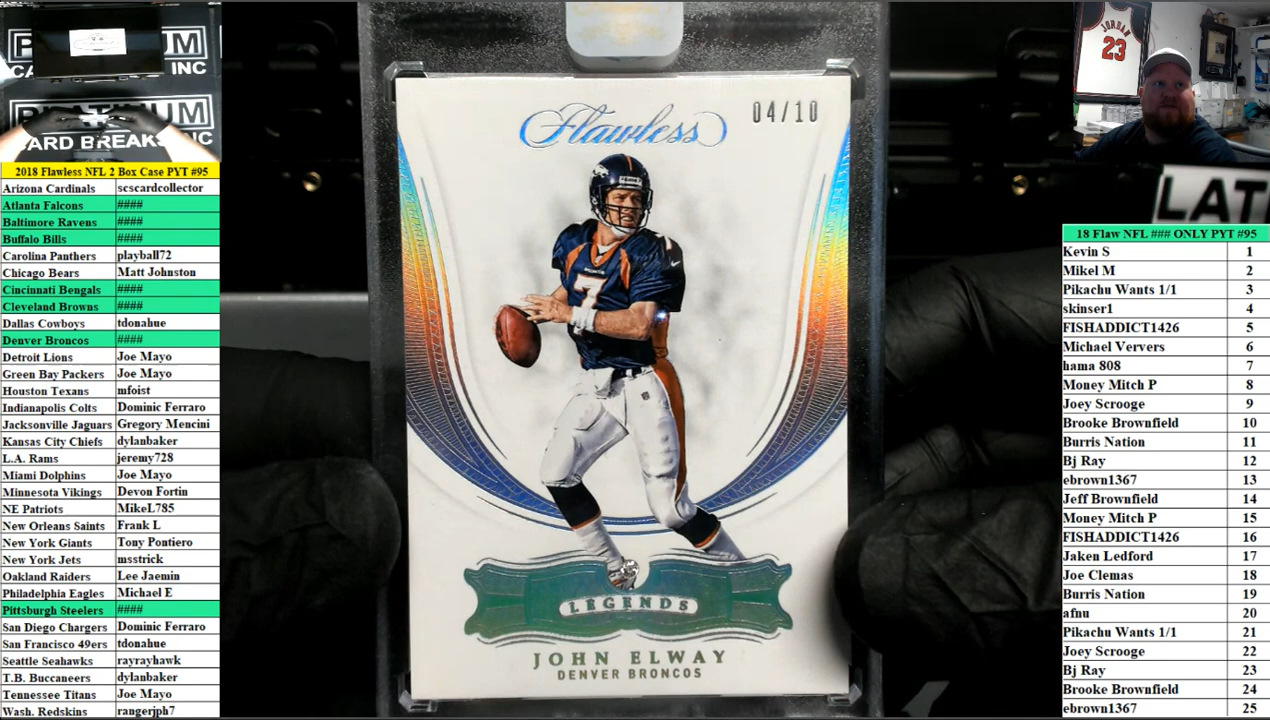 PLATINUM
CARD BREAKS INC
2018 Flawless NFL 2 Box Case PYT #95
Arizona Cardinals scscardcollector
Atlanta Falcons ####
Baltimore Ravens ####
Buffalo Bills ####
Carolina Panthers playball72
Chicago Bears Matt Johnston
Cincinnati Bengals ####
Cleveland Browns ####
Dallas Cowboys tdonahue
Denver Broncos ####
Detroit Lions Joe Mayo
Green Bay Packers Joe Mayo
Houston Texans mfoist
Indianapolis Colts Dominic Ferraro
Jacksonville Jaguars Gregory Mencini
Kansas City Chiefs dylanbaker
L.A. Rams jeremy728
Miami Dolphins Joe Mayo
Minnesota Vikings Devon Fortin
NE Patriots MikeL785
New Orleans Saints Frank L
New York Giants Tony Pontiero
New York Jets msstrick
Oakland Raiders Lee Jaemin
Philadelphia Eagles Michael E
Pittsburgh Steelers ####
San Diego Chargers Dominic Ferraro
San Francisco 49ers tdonahue
Seattle Seahawks rayrayhawk
T.B. Buccaneers dylanbaker
Tennessee Titans Joe Mayo
Wash. Redskins rangerjph7
Flawless
04/10
7
LEGENDS
JOHN ELWAY
DENVER BRONCOS
JORDAN
23
LAT
18 Flaw NFL ### ONLY PYT #95
Kevin S 1
Mikel M 2
Pikachu Wants 1/1 3
skinser1 4
FISHADDICT1426 5
Michael Ververs 6
hama 808 7
Money Mitch P 8
Joey Scrooge 9
Brooke Brownfield 10
Burris Nation 11
Bj Ray 12
ebrown1367 13
Jeff Brownfield 14
Money Mitch P 15
FISHADDICT1426 16
Jaken Ledford 17
Joe Clemas 18
Burris Nation 19
afnu 20
Pikachu Wants 1/1 21
Joey Scrooge 22
Bj Ray 23
Brooke Brownfield 24
ebrown1367 25